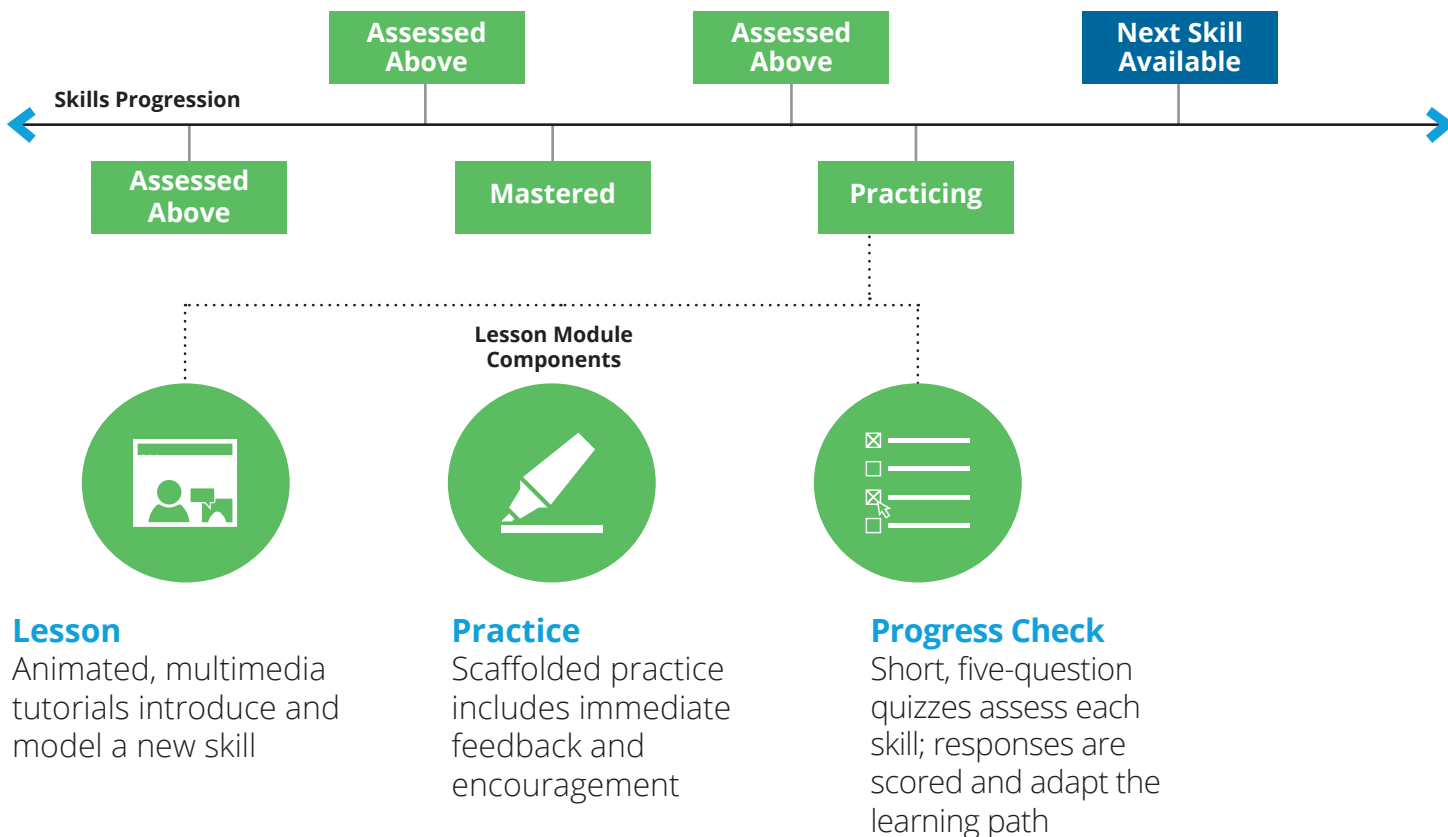 Assessed
Above
Assessed
Above
Next Skill
Available
Skills Progression
Assessed
Above
Mastered
Practicing
Lesson Module
Components
Lesson
Animated, multimedia
tutorials introduce and
model a new skill
Practice
Scaffolded practice
includes immediate
feedback and
encouragement
Progress Check
Short, five-question
quizzes assess each
skill; responses are
scored and adapt the
learning path